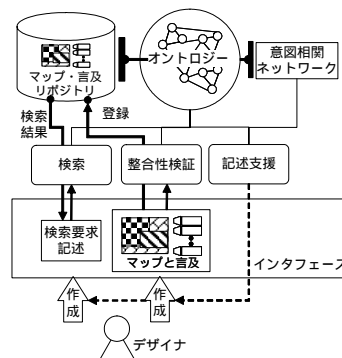 マップ・言及
リポジトリ
オントロジー
意図相関
ネットワーク
検索
結果
登録
検索
整合性検証
記述支援
検索要求
記述
マップと言及
インタフェース
作成
作成
デザイナ